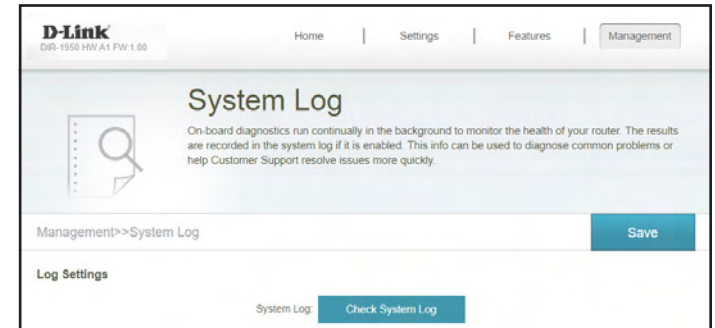 D-Link
DIR-1950 HW:A1 FW:1.00
Home | Settings | Features | Management
System Log
On-board diagnostics run continually in the background to monitor the health of your router. The results
are recorded in the system log if it is enabled. This info can be used to diagnose common problems or
help Customer Support resolve issues more quickly.
Management>>System Log
Save
Log Settings
System Log: Check System Log